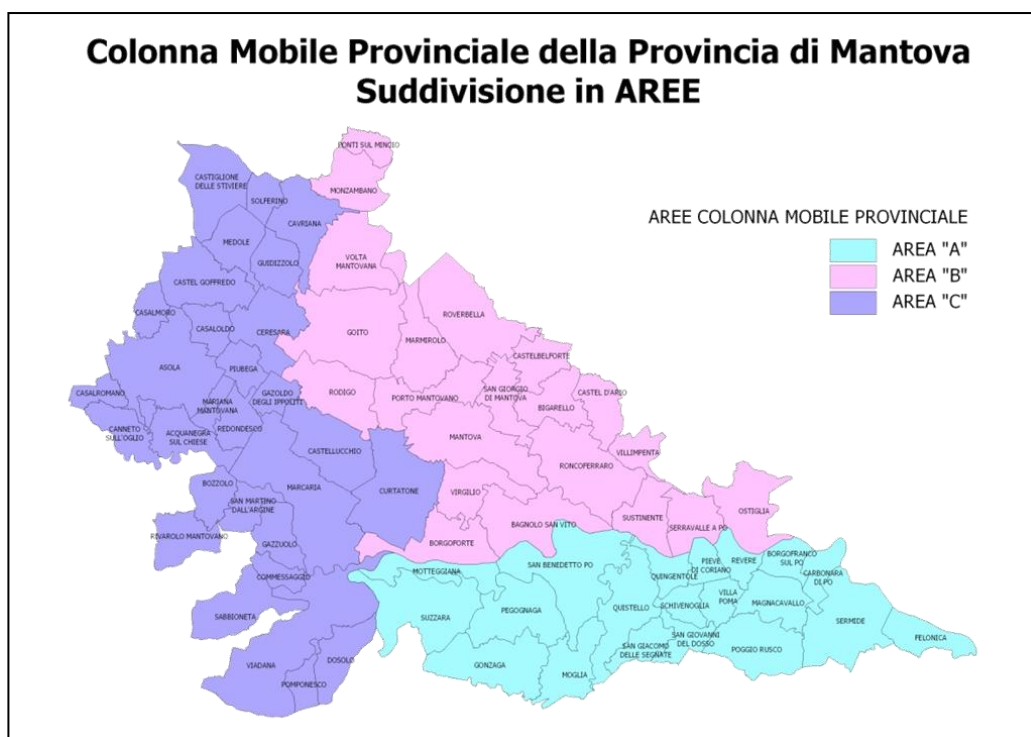 Colonna Mobile Provinciale della Provincia di Mantova
Suddivisione in AREE
AREE COLONNA MOBILE PROVINCIALE
AREA "A"
AREA "B"
AREA "C"
PONTI SUL MINCIO
MONZAMBANO
CASTIGLIONE
DELLE STIVIERE
SOLFERINO
CAVRIANA
MEDOLE
GUIDIZZOLO
VOLTA
MANTOVANA
CASTEL GOFFREDO
CASALMORO
CASALOLDO
CERESARA
GOITO
MARMIROLO
ROVERBELLA
CASTELBELFORTE
ASOLA
PIUBEGA
CASALROMANO
MARIANA
MANTOVANA
GAZOLDO
DEGLI IPPOLITI
RODIGO
PORTO MANTOVANO
SAN GIORGIO
DI MANTOVA
CASTEL D'ARIO
BIGARELLO
CANNETO
SULL'OGLIO
ACQUANEGRA
SUL CHIESE
REDONDESCO
CASTELLUCCHIO
MANTOVA
VILLIMPENTA
RONCOFERRARO
BOZZOLO
MARCARIA
CURTATONE
VIRGILIO
OSTIGLIA
SAN MARTINO
DALL'ARGINE
SUSTINENTE
BAGNOLO SAN VITO
SERRAVALLE A PO
RIVAROLO MANTOVANO
GAZZUOLO
BORGOFORTE
COMMESSAGGIO
MOTTEGGIANA
SAN BENEDETTO PO
QUINGENTOLE
PIEVE
DI CORIANO
REVERE
BORGOFRANCO
SUL PO
CARBONARA
DI PO
SABBIONETA
SUZZARA
PEGOGNAGA
QUISTELLO
SCHIVENOGLIA
VILLA
POMA
MAGNACAVALLO
SERMIDE
FELONICA
VIADANA
DOSOLO
POMPONESCO
GONZAGA
MOGLIA
SAN GIACOMO
DELLE SEGNATE
SAN GIOVANNI
DEL DOSSO
POGGIO RUSCO